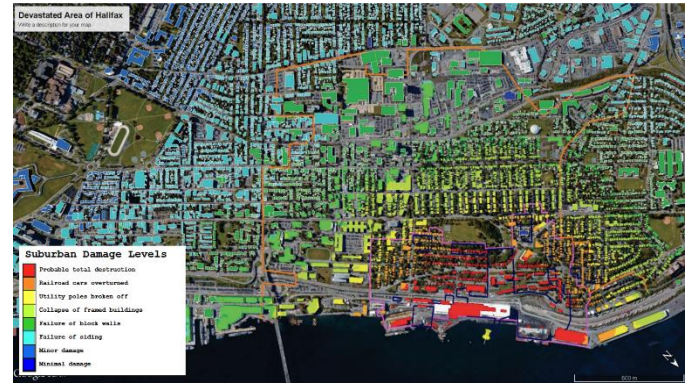 Devastated Area of Halifax
Write a description for your map.
Suburban Damage Levels
Probable total destruction
Railroad cars overturned
Utility poles broken off
Collapse of framed buildings
Failure of block walls
Failure of siding
Minor damage
Minimal damage
N
600 m